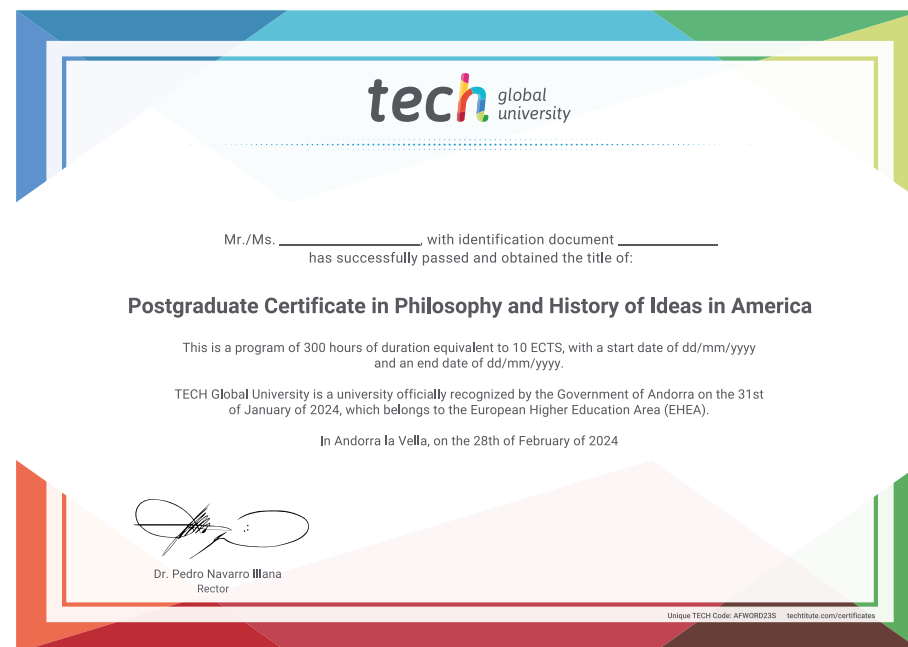 tech global
university
Mr./Ms. ____________________, with identification document ______________
has successfully passed and obtained the title of:
Postgraduate Certificate in Philosophy and History of Ideas in America
This is a program of 300 hours of duration equivalent to 10 ECTS, with a start date of dd/mm/yyyy
and an end date of dd/mm/yyyy.
TECH Global University is a university officially recognized by the Government of Andorra on the 31st
of January of 2024, which belongs to the European Higher Education Area (EHEA).
In Andorra la Vella, on the 28th of February of 2024
Dr. Pedro Navarro Illana
Rector
Unique TECH Code: AFWORD23S techtitute.com/certificates